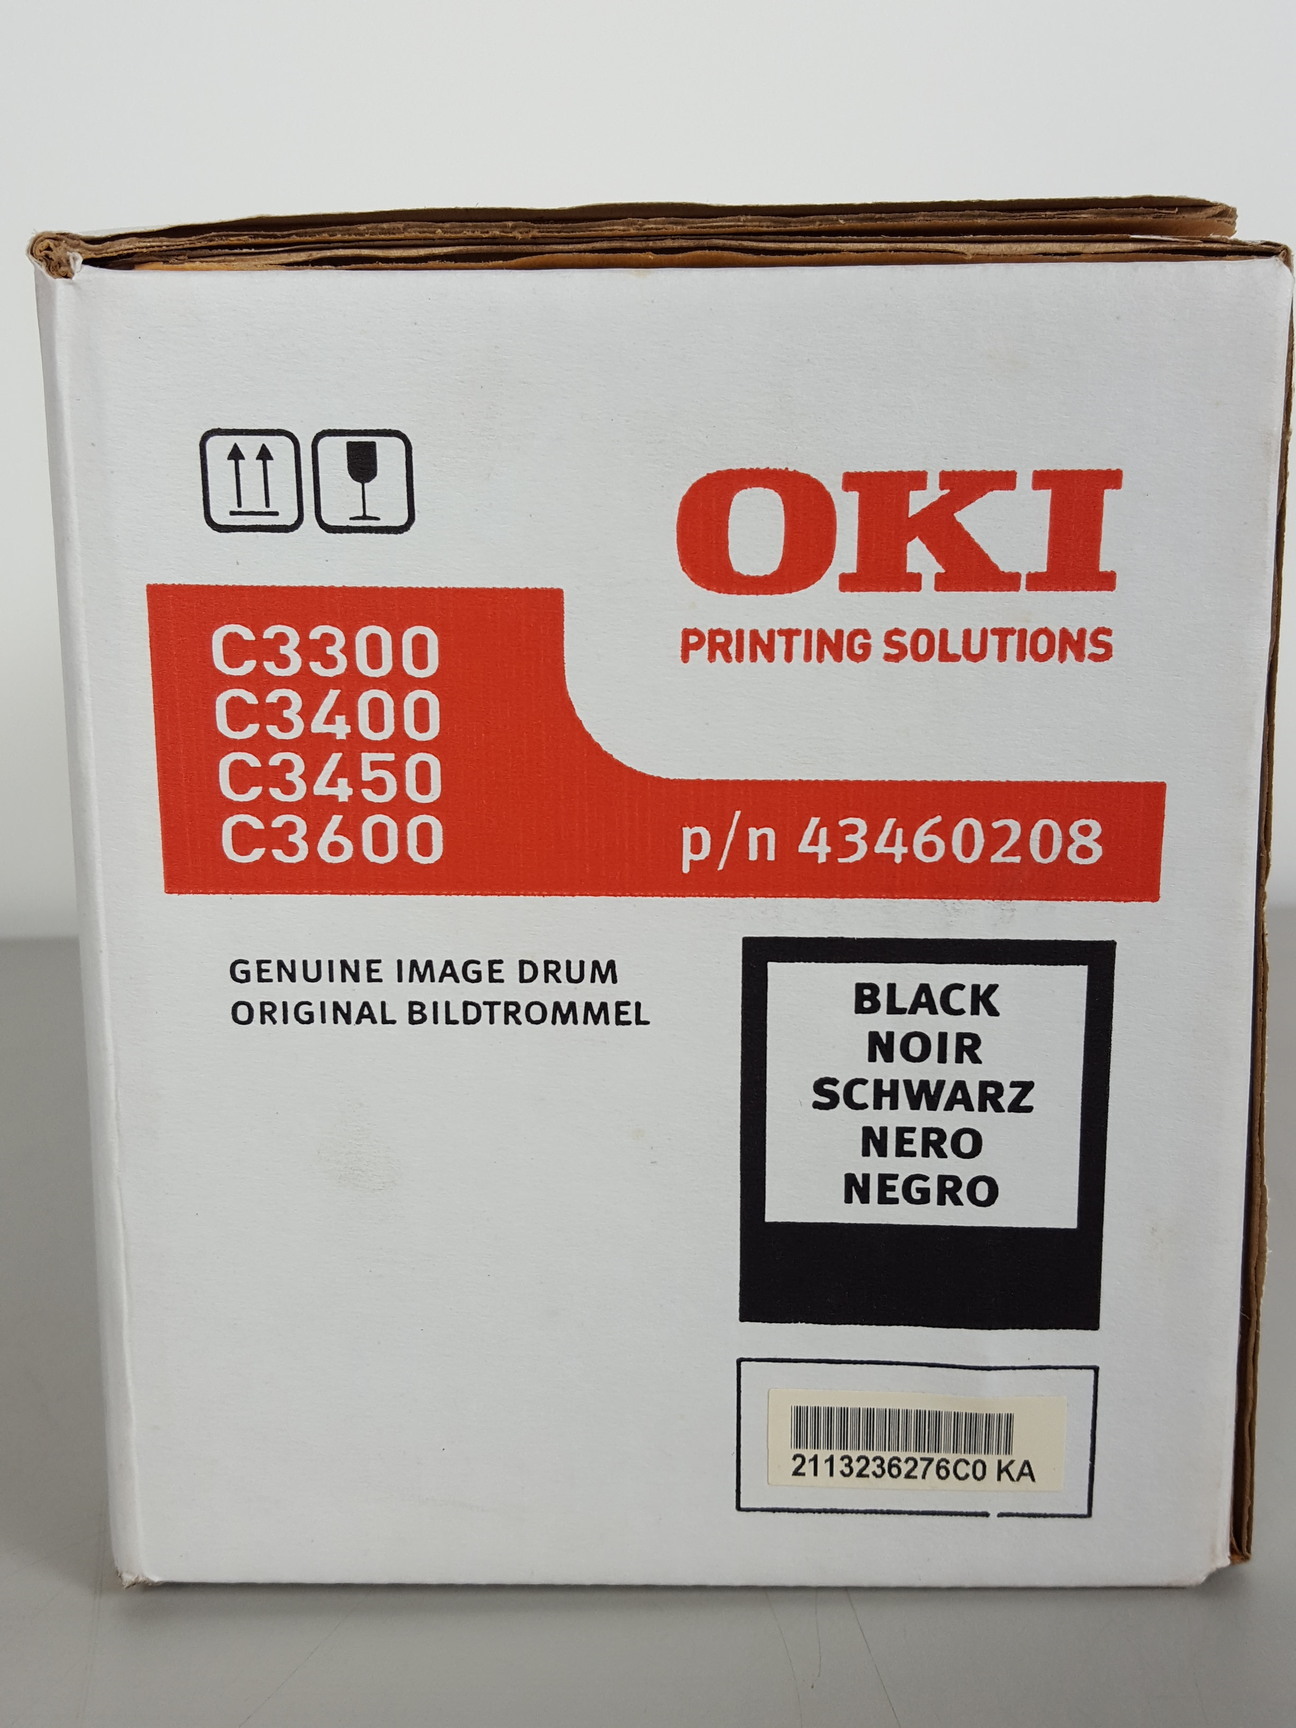 OKI
PRINTING SOLUTIONS
C3300
C3400
C3450
C3600
p/n 43460208
GENUINE IMAGE DRUM
ORIGINAL BILDTROMMEL
BLACK
NOIR
SCHWARZ
NERO
NEGRO
2113236276C0 KA